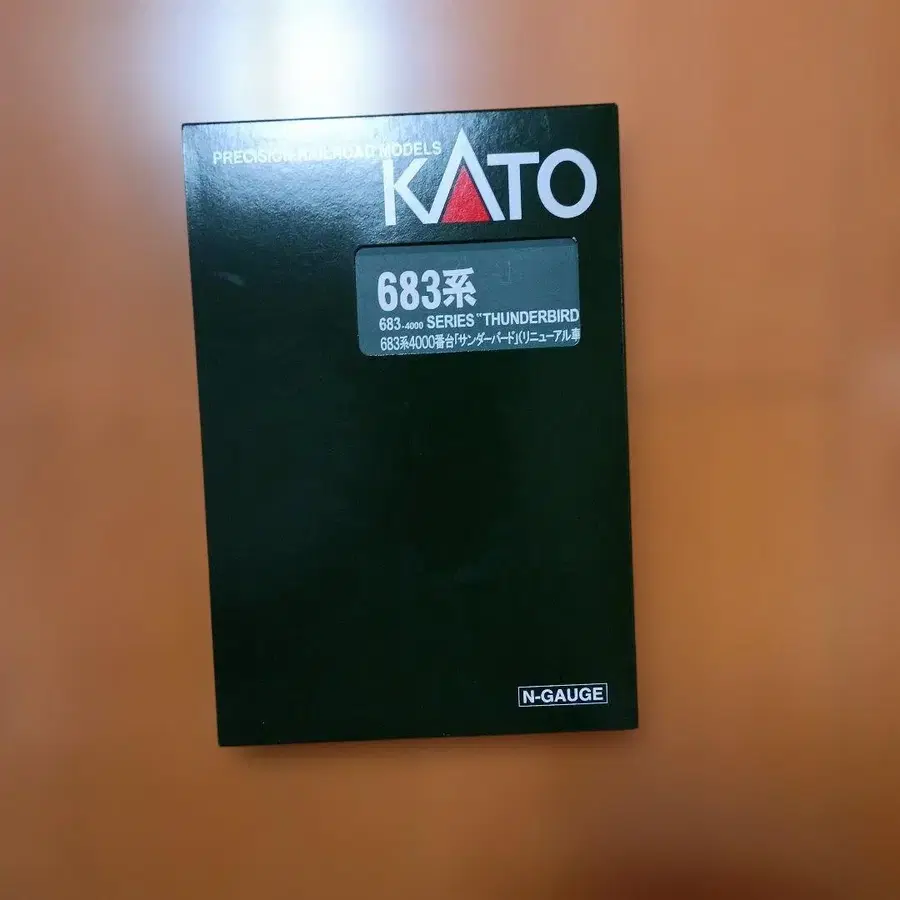 PRECISION RAILROAD MODELS
KATO
683系
683-4000 SERIES "THUNDERBIRD
683系4000番台「サンダーバード」(リニューアル車
N-GAUGE